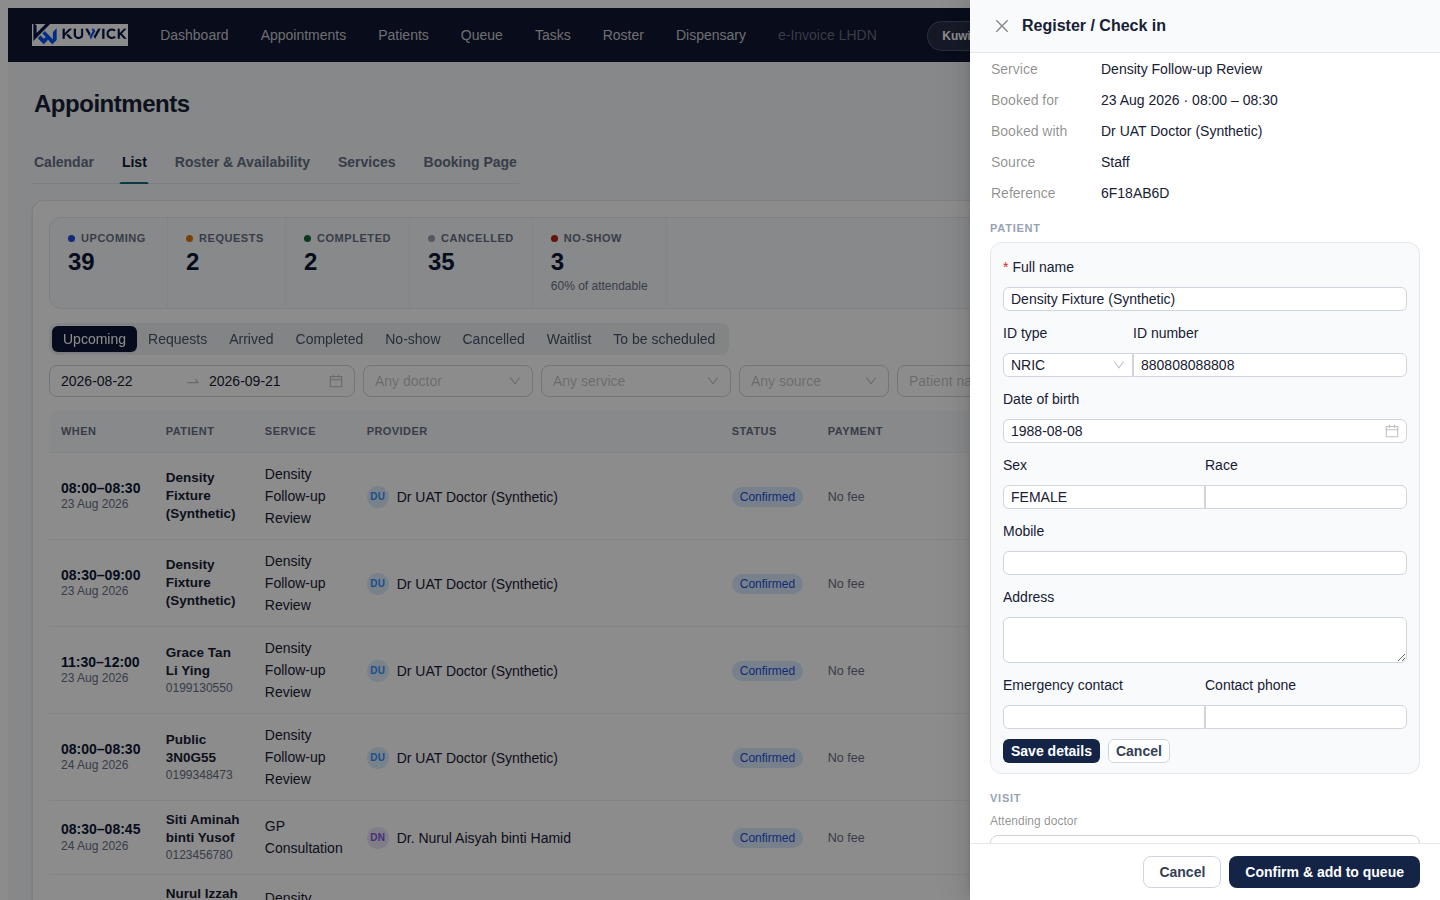 KUWICK
Dashboard
Appointments
Patients
Queue
Tasks
Roster
Dispensary
e-Invoice LHDN
Appointments
Calendar
List
Roster & Availability
Services
Booking Page
UPCOMING
39
REQUESTS
2
COMPLETED
2
CANCELLED
35
NO-SHOW
3
60% of attendable
Upcoming
Requests
Arrived
Completed
No-show
Cancelled
Waitlist
To be scheduled
2026-08-22
2026-09-21
Any doctor
Any service
Any source
WHEN
PATIENT
SERVICE
PROVIDER
STATUS
PAYMENT
08:00–08:30
23 Aug 2026
Density
Fixture
(Synthetic)
Density
Follow-up
Review
DU
Dr UAT Doctor (Synthetic)
Confirmed
No fee
08:30–09:00
23 Aug 2026
Density
Fixture
(Synthetic)
Density
Follow-up
Review
DU
Dr UAT Doctor (Synthetic)
Confirmed
No fee
11:30–12:00
23 Aug 2026
Grace Tan
Li Ying
0199130550
Density
Follow-up
Review
DU
Dr UAT Doctor (Synthetic)
Confirmed
No fee
08:00–08:30
24 Aug 2026
Public
3N0G55
0199348473
Density
Follow-up
Review
DU
Dr UAT Doctor (Synthetic)
Confirmed
No fee
08:30–08:45
24 Aug 2026
Siti Aminah
binti Yusof
0123456780
GP
Consultation
DN
Dr. Nurul Aisyah binti Hamid
Confirmed
No fee
Nurul Izzah
Density
Register / Check in
Service
Density Follow-up Review
Booked for
23 Aug 2026 · 08:00 – 08:30
Booked with
Dr UAT Doctor (Synthetic)
Source
Staff
Reference
6F18AB6D
PATIENT
* Full name
Density Fixture (Synthetic)
ID type
ID number
NRIC
880808088808
Date of birth
1988-08-08
Sex
Race
FEMALE
Mobile
Address
Emergency contact
Contact phone
Save details
Cancel
VISIT
Attending doctor
Cancel
Confirm & add to queue